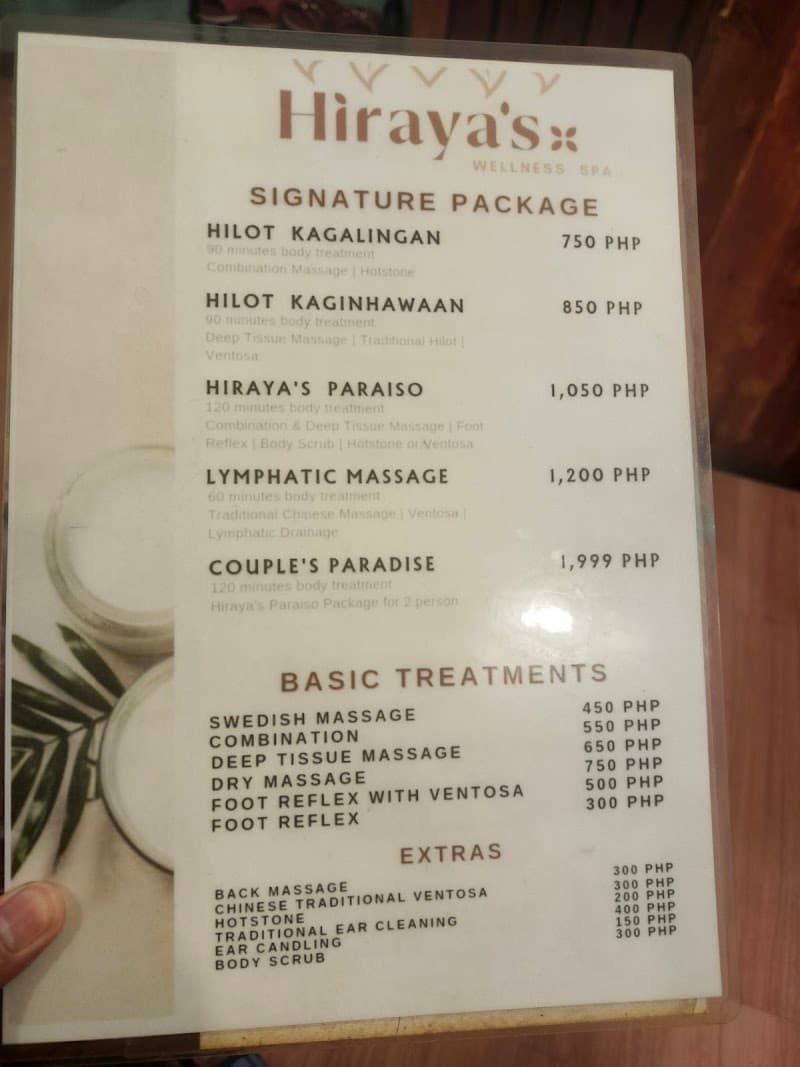 Hiraya's
WELLNESS SPA
SIGNATURE PACKAGE
HILOT KAGALINGAN 750 PHP
90 minutes body treatment
Combination Massage | Hotstone
HILOT KAGINHAWAAN 850 PHP
90 minutes body treatment
Deep Tissue Massage | Traditional Hilot |
Ventosa
HIRAYA'S PARAISO 1,050 PHP
120 minutes body treatment
Combination & Deep Tissue Massage | Foot
Reflex | Body Scrub | Hotstone or Ventosa
LYMPHATIC MASSAGE 1,200 PHP
60 minutes body treatment
Traditional Chinese Massage | Ventosa |
Lymphatic Drainage
COUPLE'S PARADISE 1,999 PHP
120 minutes body treatment
Hiraya's Paraiso Package for 2 person
BASIC TREATMENTS
SWEDISH MASSAGE 450 PHP
COMBINATION 550 PHP
DEEP TISSUE MASSAGE 650 PHP
DRY MASSAGE 750 PHP
FOOT REFLEX WITH VENTOSA 500 PHP
FOOT REFLEX 300 PHP
EXTRAS
BACK MASSAGE 300 PHP
CHINESE TRADITIONAL VENTOSA 300 PHP
HOTSTONE 200 PHP
TRADITIONAL EAR CLEANING 400 PHP
EAR CANDLING 150 PHP
BODY SCRUB 300 PHP